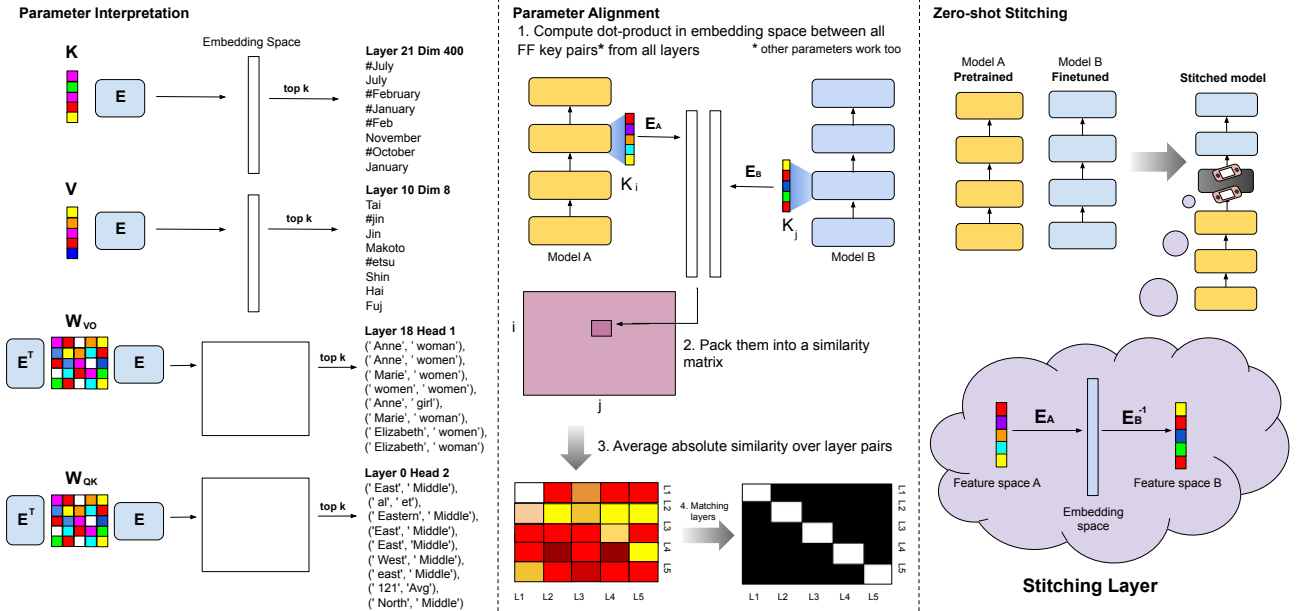 Parameter Interpretation
K
E
Embedding Space
top k
Layer 21 Dim 400
#July
July
#February
#January
#Feb
November
#October
January
V
E
top k
Layer 10 Dim 8
Tai
#jin
Jin
Makoto
#etsu
Shin
Hai
Fuj
WVO
E^T
E
top k
Layer 18 Head 1
(' Anne', ' woman'),
(' Anne', ' women'),
(' Marie', ' women'),
(' women', ' women'),
(' Anne', ' girl'),
(' Marie', ' woman'),
(' Elizabeth', ' women'),
(' Elizabeth', ' woman')
WQK
E^T
E
top k
Layer 0 Head 2
(' East', ' Middle'),
(' al', ' et'),
(' Eastern', ' Middle'),
('East', ' Middle'),
(' East', 'Middle'),
(' West', ' Middle'),
(' east', ' Middle'),
(' 121', 'Avg'),
(' North', ' Middle')
Parameter Alignment
1. Compute dot-product in embedding space between all
FF key pairs* from all layers
* other parameters work too
EA
K i
EB
K j
Model A
Model B
i
j
2. Pack them into a similarity
matrix
3. Average absolute similarity over layer pairs
L1
L2
L3
L4
L5
L1 L2 L3 L4 L5
4. Matching
layers
L1
L2
L3
L4
L5
L1 L2 L3 L4 L5
Zero-shot Stitching
Model A
Pretrained
Model B
Finetuned
Stitched model
EA
EB^-1
Feature space A
Embedding
space
Feature space B
Stitching Layer